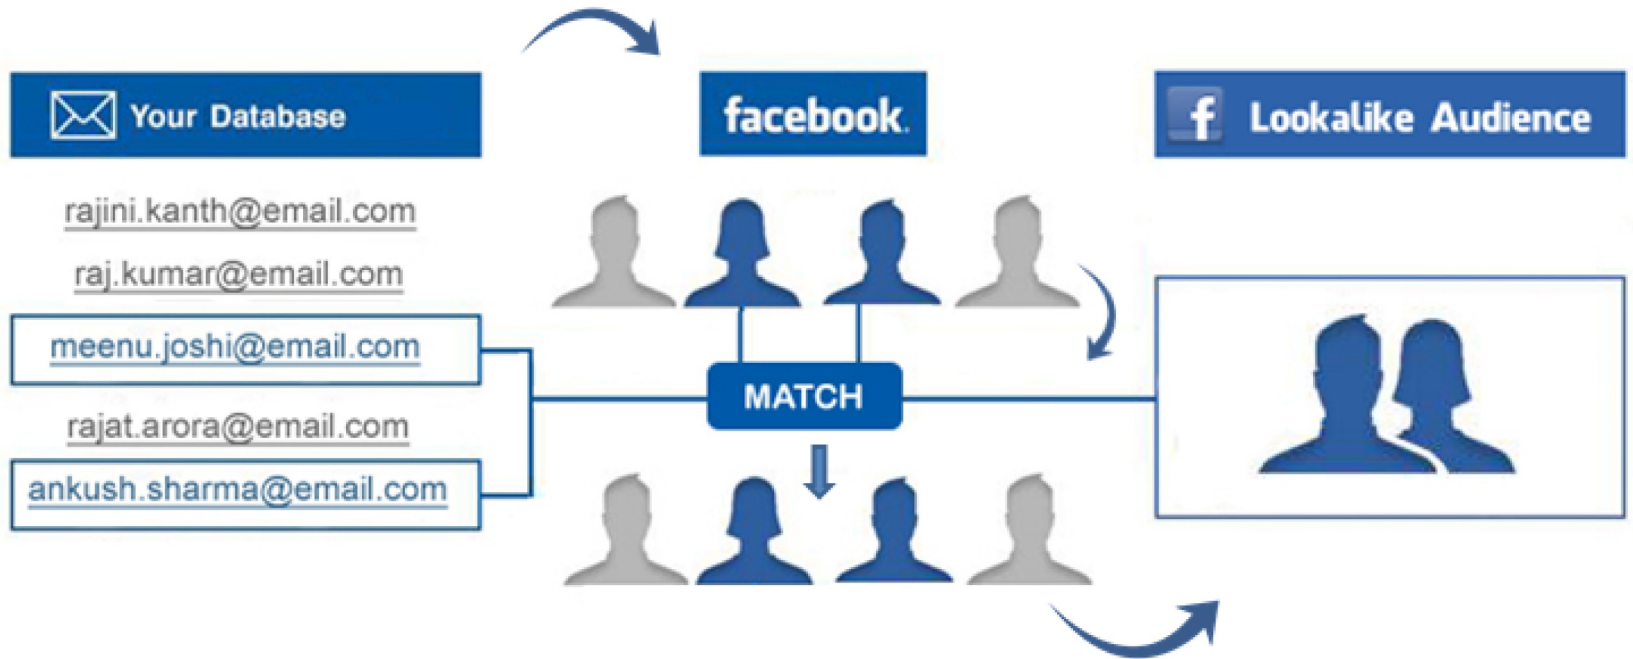 Your Database
facebook.
f Lookalike Audience
rajini.kanth@email.com
raj.kumar@email.com
meenu.joshi@email.com
rajat.arora@email.com
ankush.sharma@email.com
MATCH